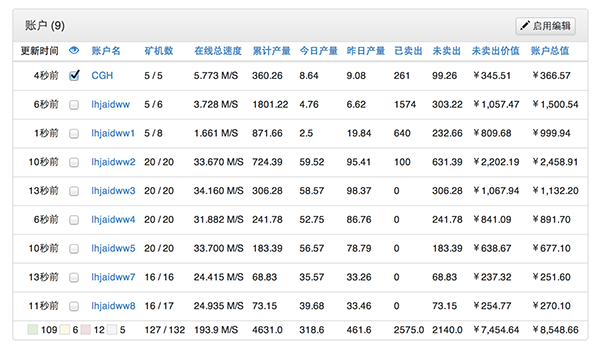 账户 (9) 启用编辑
更新时间 账户名 矿机数 在线总速度 累计产量 今日产量 昨日产量 已卖出 未卖出 未卖出价值 账户总值
4秒前 CGH 5 / 5 5.773 M/S 360.26 8.64 9.08 261 99.26 ¥345.51 ¥366.57
6秒前 lhjaidww 5 / 6 3.728 M/S 1801.22 4.76 6.62 1574 303.22 ¥1,057.47 ¥1,500.54
1秒前 lhjaidww1 5 / 8 1.661 M/S 871.66 2.5 19.84 640 232.66 ¥809.68 ¥999.94
10秒前 lhjaidww2 20 / 20 33.670 M/S 724.39 59.52 95.41 100 631.39 ¥2,202.19 ¥2,458.91
13秒前 lhjaidww3 20 / 20 34.160 M/S 306.28 58.57 98.37 0 306.28 ¥1,067.94 ¥1,132.20
6秒前 lhjaidww4 20 / 20 31.882 M/S 241.78 52.75 86.76 0 241.78 ¥841.09 ¥891.70
10秒前 lhjaidww5 20 / 20 33.700 M/S 183.39 56.57 78.79 0 183.39 ¥638.67 ¥677.10
13秒前 lhjaidww7 16 / 16 24.415 M/S 68.83 35.57 33.26 0 68.83 ¥237.32 ¥251.60
11秒前 lhjaidww8 16 / 17 24.935 M/S 73.15 39.68 33.46 0 73.15 ¥254.77 ¥270.10
109 6 12 5 127 / 132 193.9 M/S 4631.0 318.6 461.6 2575.0 2140.0 ¥7,454.64 ¥8,548.66